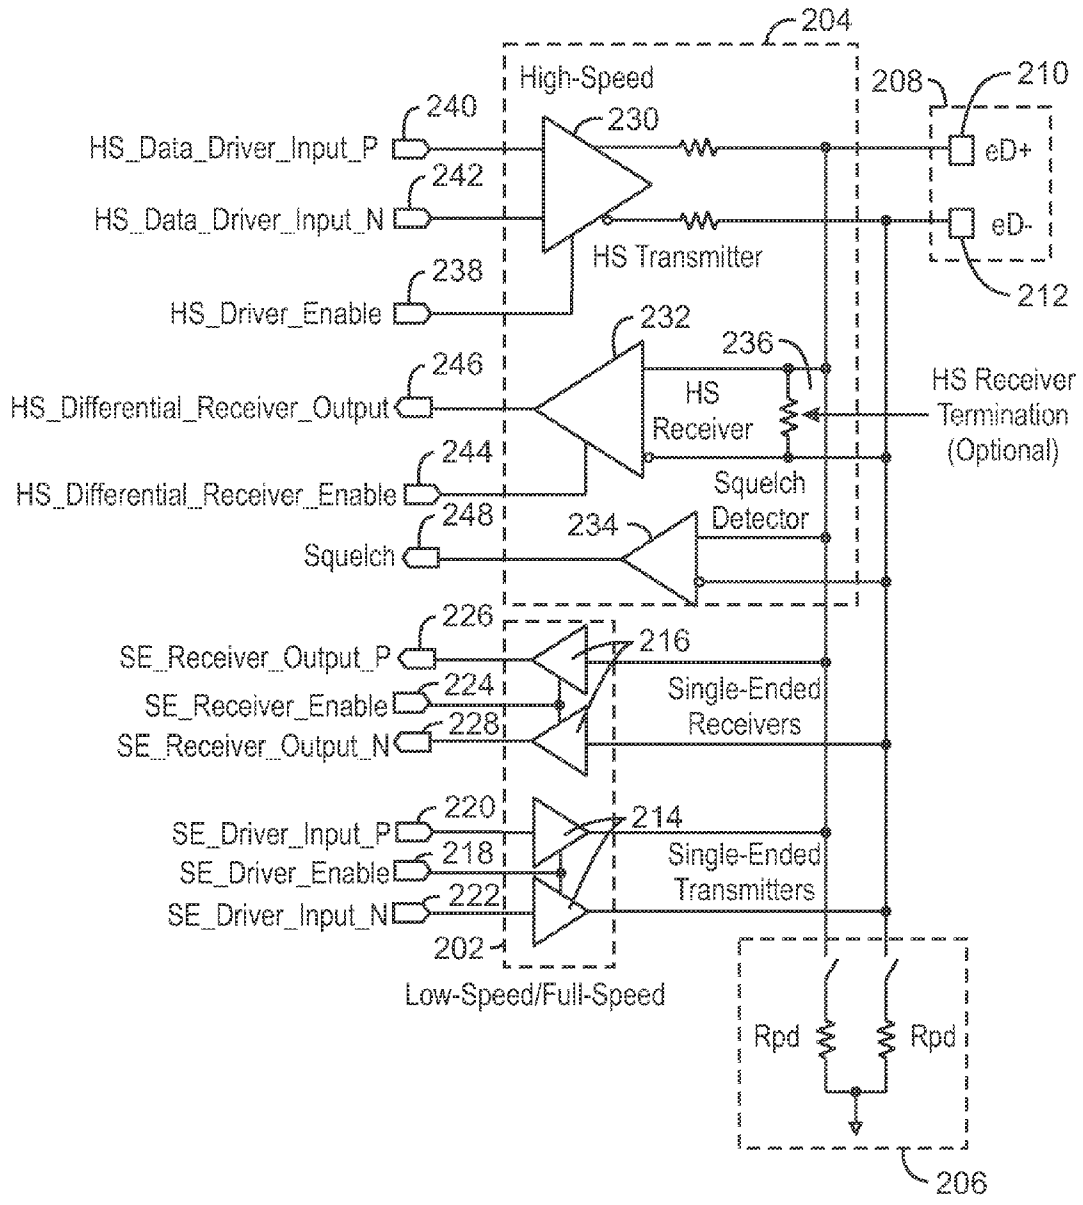 204
High-Speed
208
210
240
230
HS_Data_Driver_Input_P
eD+
242
HS_Data_Driver_Input_N
eD-
HS Transmitter
238
212
HS_Driver_Enable
232
246
236
HS Receiver
Termination
(Optional)
HS_Differential_Receiver_Output
HS
Receiver
244
HS_Differential_Receiver_Enable
Squelch
Detector
248
234
Squelch
226
216
SE_Receiver_Output_P
224
Single-Ended
Receivers
SE_Receiver_Enable
228
SE_Receiver_Output_N
220
214
SE_Driver_Input_P
218
Single-Ended
Transmitters
SE_Driver_Enable
222
SE_Driver_Input_N
202
Low-Speed/Full-Speed
Rpd
Rpd
206